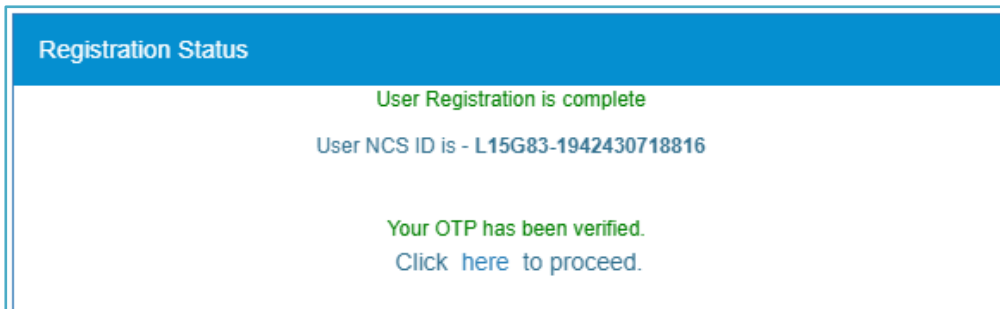 Registration Status
User Registration is complete
User NCS ID is - L15G83-1942430718816
Your OTP has been verified.
Click here to proceed.